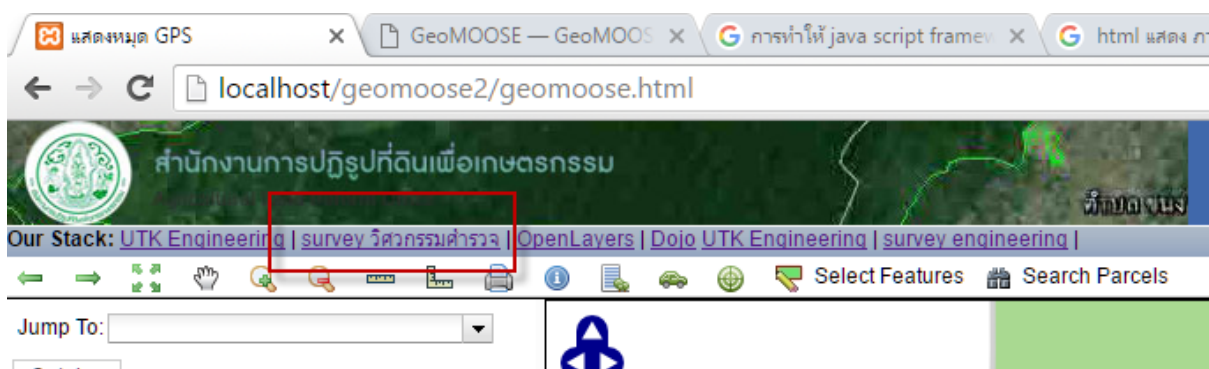 แสดงหมุด GPS
GeoMOOSE — GeoMOOS
การทำให้ java script framew
html แสดง ภา
localhost/geomoose2/geomoose.html
สำนักงานการปฏิรูปที่ดินเพื่อเกษตรกรรม
Our Stack: UTK Engineering | survey วิศวกรรมสำรวจ | OpenLayers | Dojo UTK Engineering | survey engineering |
Select Features Search Parcels
Jump To: